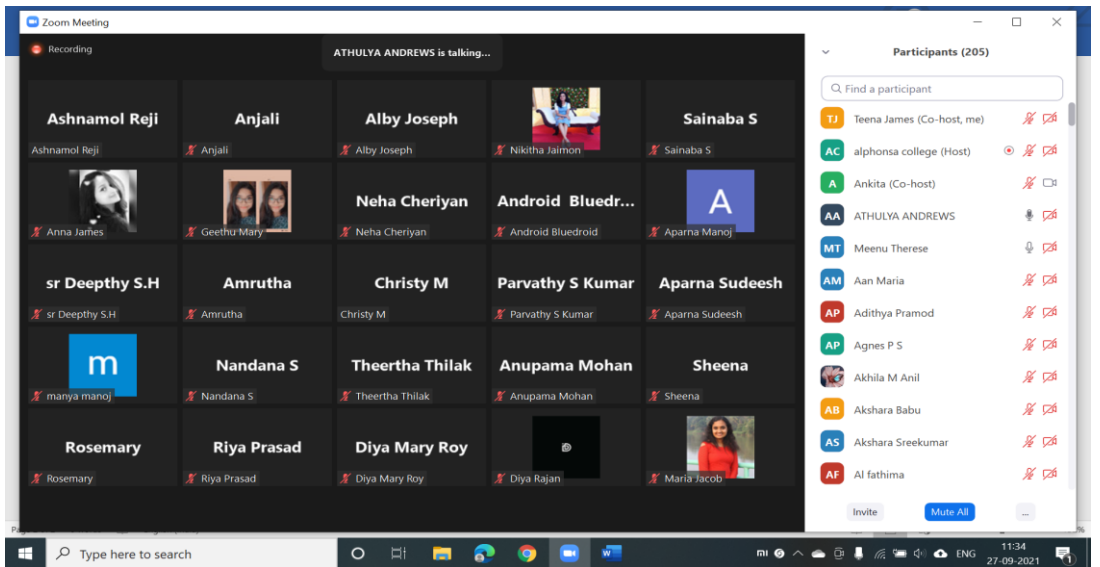 Zoom Meeting
Recording
ATHULYA ANDREWS is talking...
Ashnamol Reji
Anjali
Alby Joseph
Sainaba S
Ashnamol Reji
Anjali
Alby Joseph
Nikitha Jaimon
Sainaba S
Neha Cheriyan
Android Bluedr...
A
Anna James
Geethu Mary
Neha Cheriyan
Android Bluedroid
Aparna Manoj
sr Deepthy S.H
Amrutha
Christy M
Parvathy S Kumar
Aparna Sudeesh
sr Deepthy S.H
Amrutha
Christy M
Parvathy S Kumar
Aparna Sudeesh
m
Nandana S
Theertha Thilak
Anupama Mohan
Sheena
manya manoj
Nandana S
Theertha Thilak
Anupama Mohan
Sheena
Rosemary
Riya Prasad
Diya Mary Roy
Rosemary
Riya Prasad
Diya Mary Roy
Diya Rajan
Maria Jacob
Participants (205)
Find a participant
TJ Teena James (Co-host, me)
AC alphonsa college (Host)
A Ankita (Co-host)
AA ATHULYA ANDREWS
MT Meenu Therese
AM Aan Maria
AP Adithya Pramod
AP Agnes P S
Akhila M Anil
AB Akshara Babu
AS Akshara Sreekumar
AF Al fathima
Invite
Mute All
...
Type here to search
ENG
11:34
27-09-2021
1